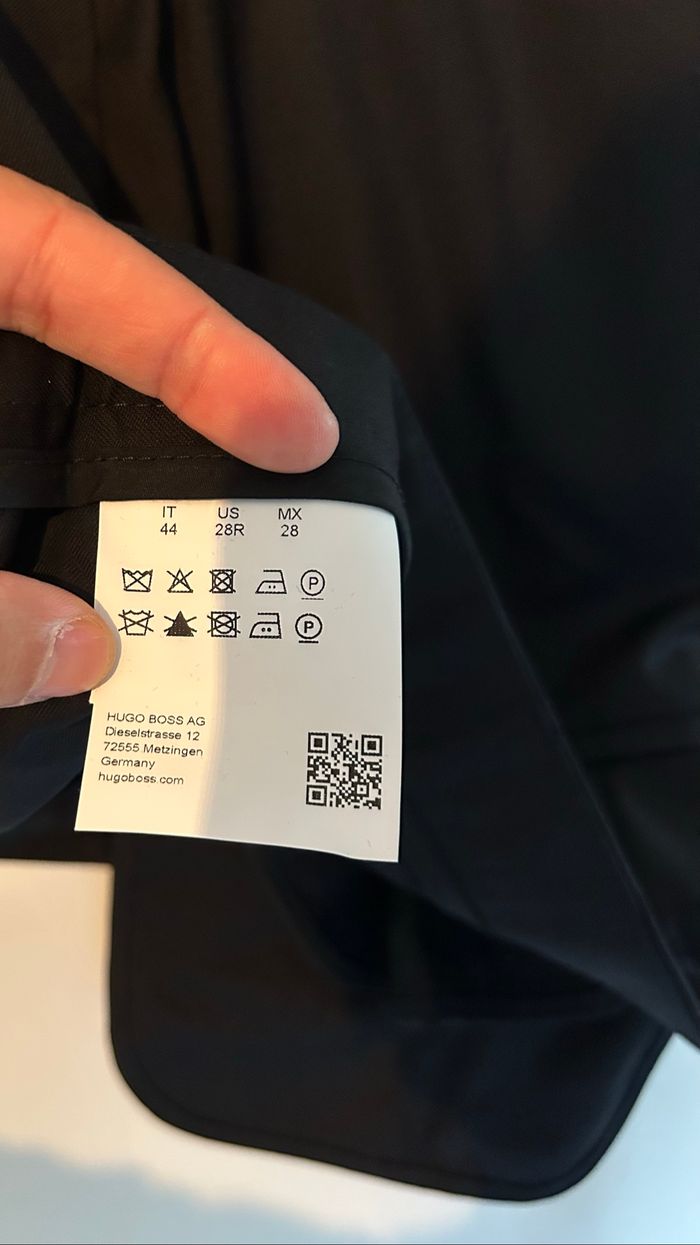 IT US MX
44 28R 28
P
P
HUGO BOSS AG
Dieselstrasse 12
72555 Metzingen
Germany
hugoboss.com